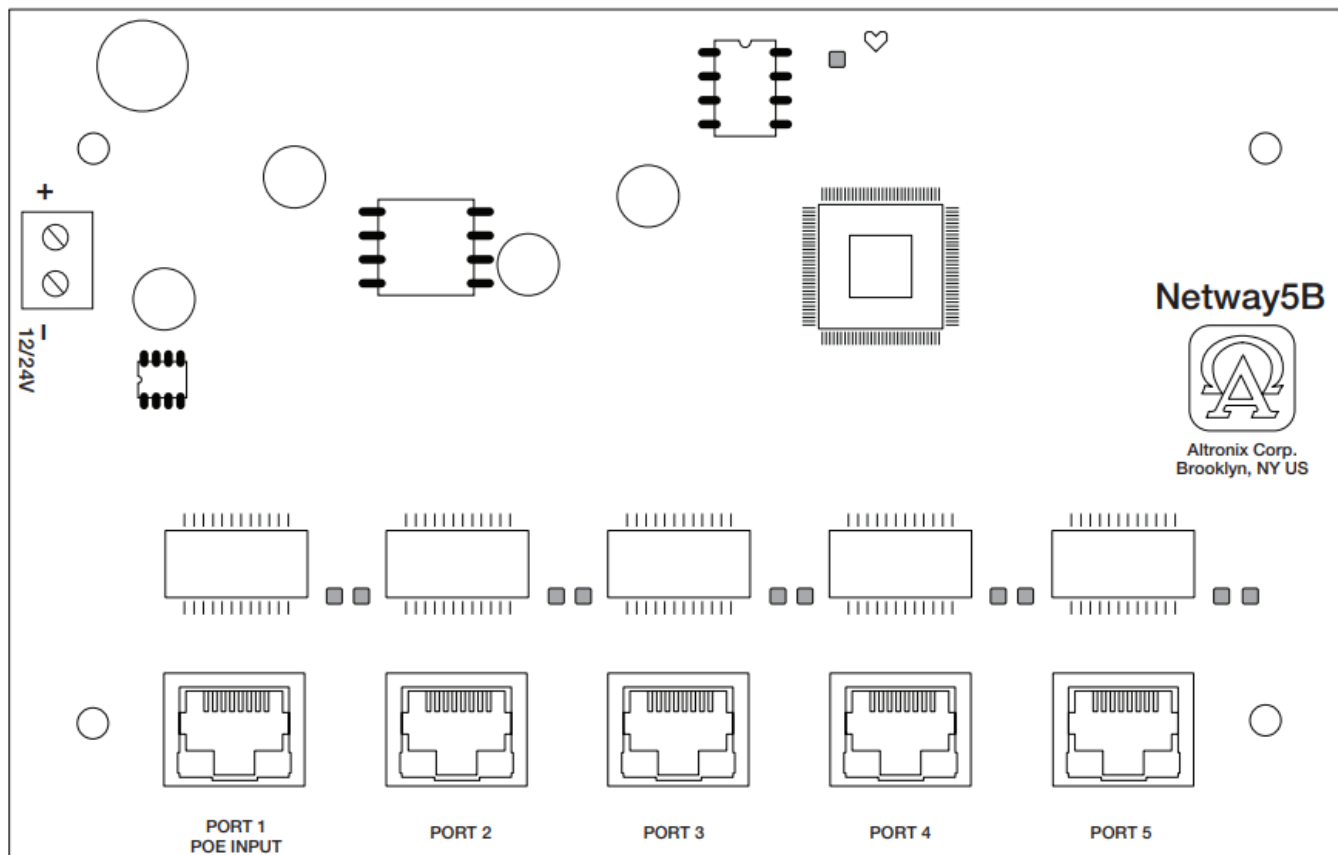 +
–
12/24V
Netway5B
Altronix Corp.
Brooklyn, NY US
PORT 1
POE INPUT
PORT 2
PORT 3
PORT 4
PORT 5